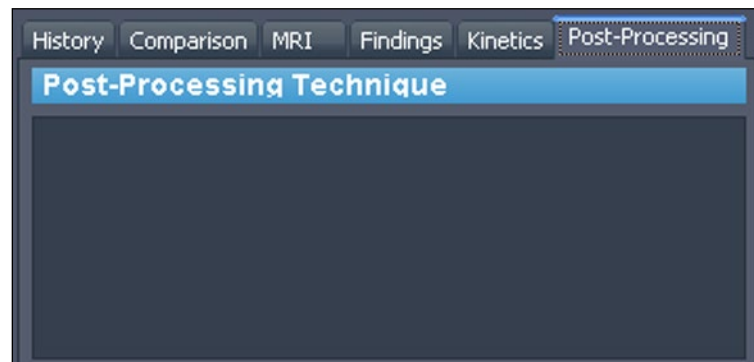 History Comparison MRI Findings Kinetics Post-Processing
Post-Processing Technique